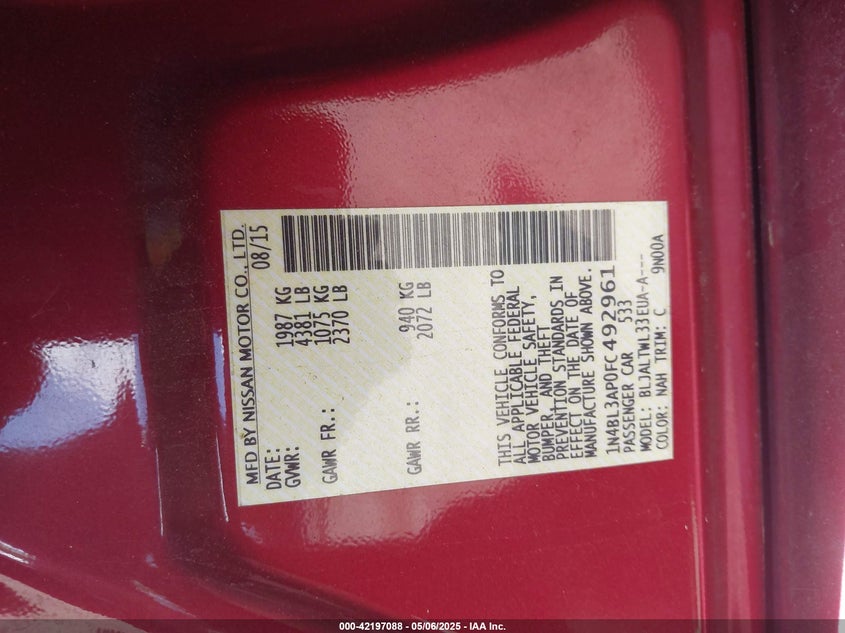 MFD BY NISSAN MOTOR CO., LTD.
DATE: 08/15
GVWR: 1987 KG
4381 LB
GAWR FR.: 1075 KG
2370 LB
GAWR RR.: 940 KG
2072 LB
THIS VEHICLE CONFORMS TO
ALL APPLICABLE FEDERAL
MOTOR VEHICLE SAFETY,
BUMPER, AND THEFT
PREVENTION STANDARDS IN
EFFECT ON THE DATE OF
MANUFACTURE SHOWN ABOVE.
1N4BL3AP0FC492961
PASSENGER CAR 533
MODEL: BLJALTWL33EUA-A---
COLOR: NAH TRIM: C 9N00A
000-42197088 — 05/06/2025 — IAA Inc.